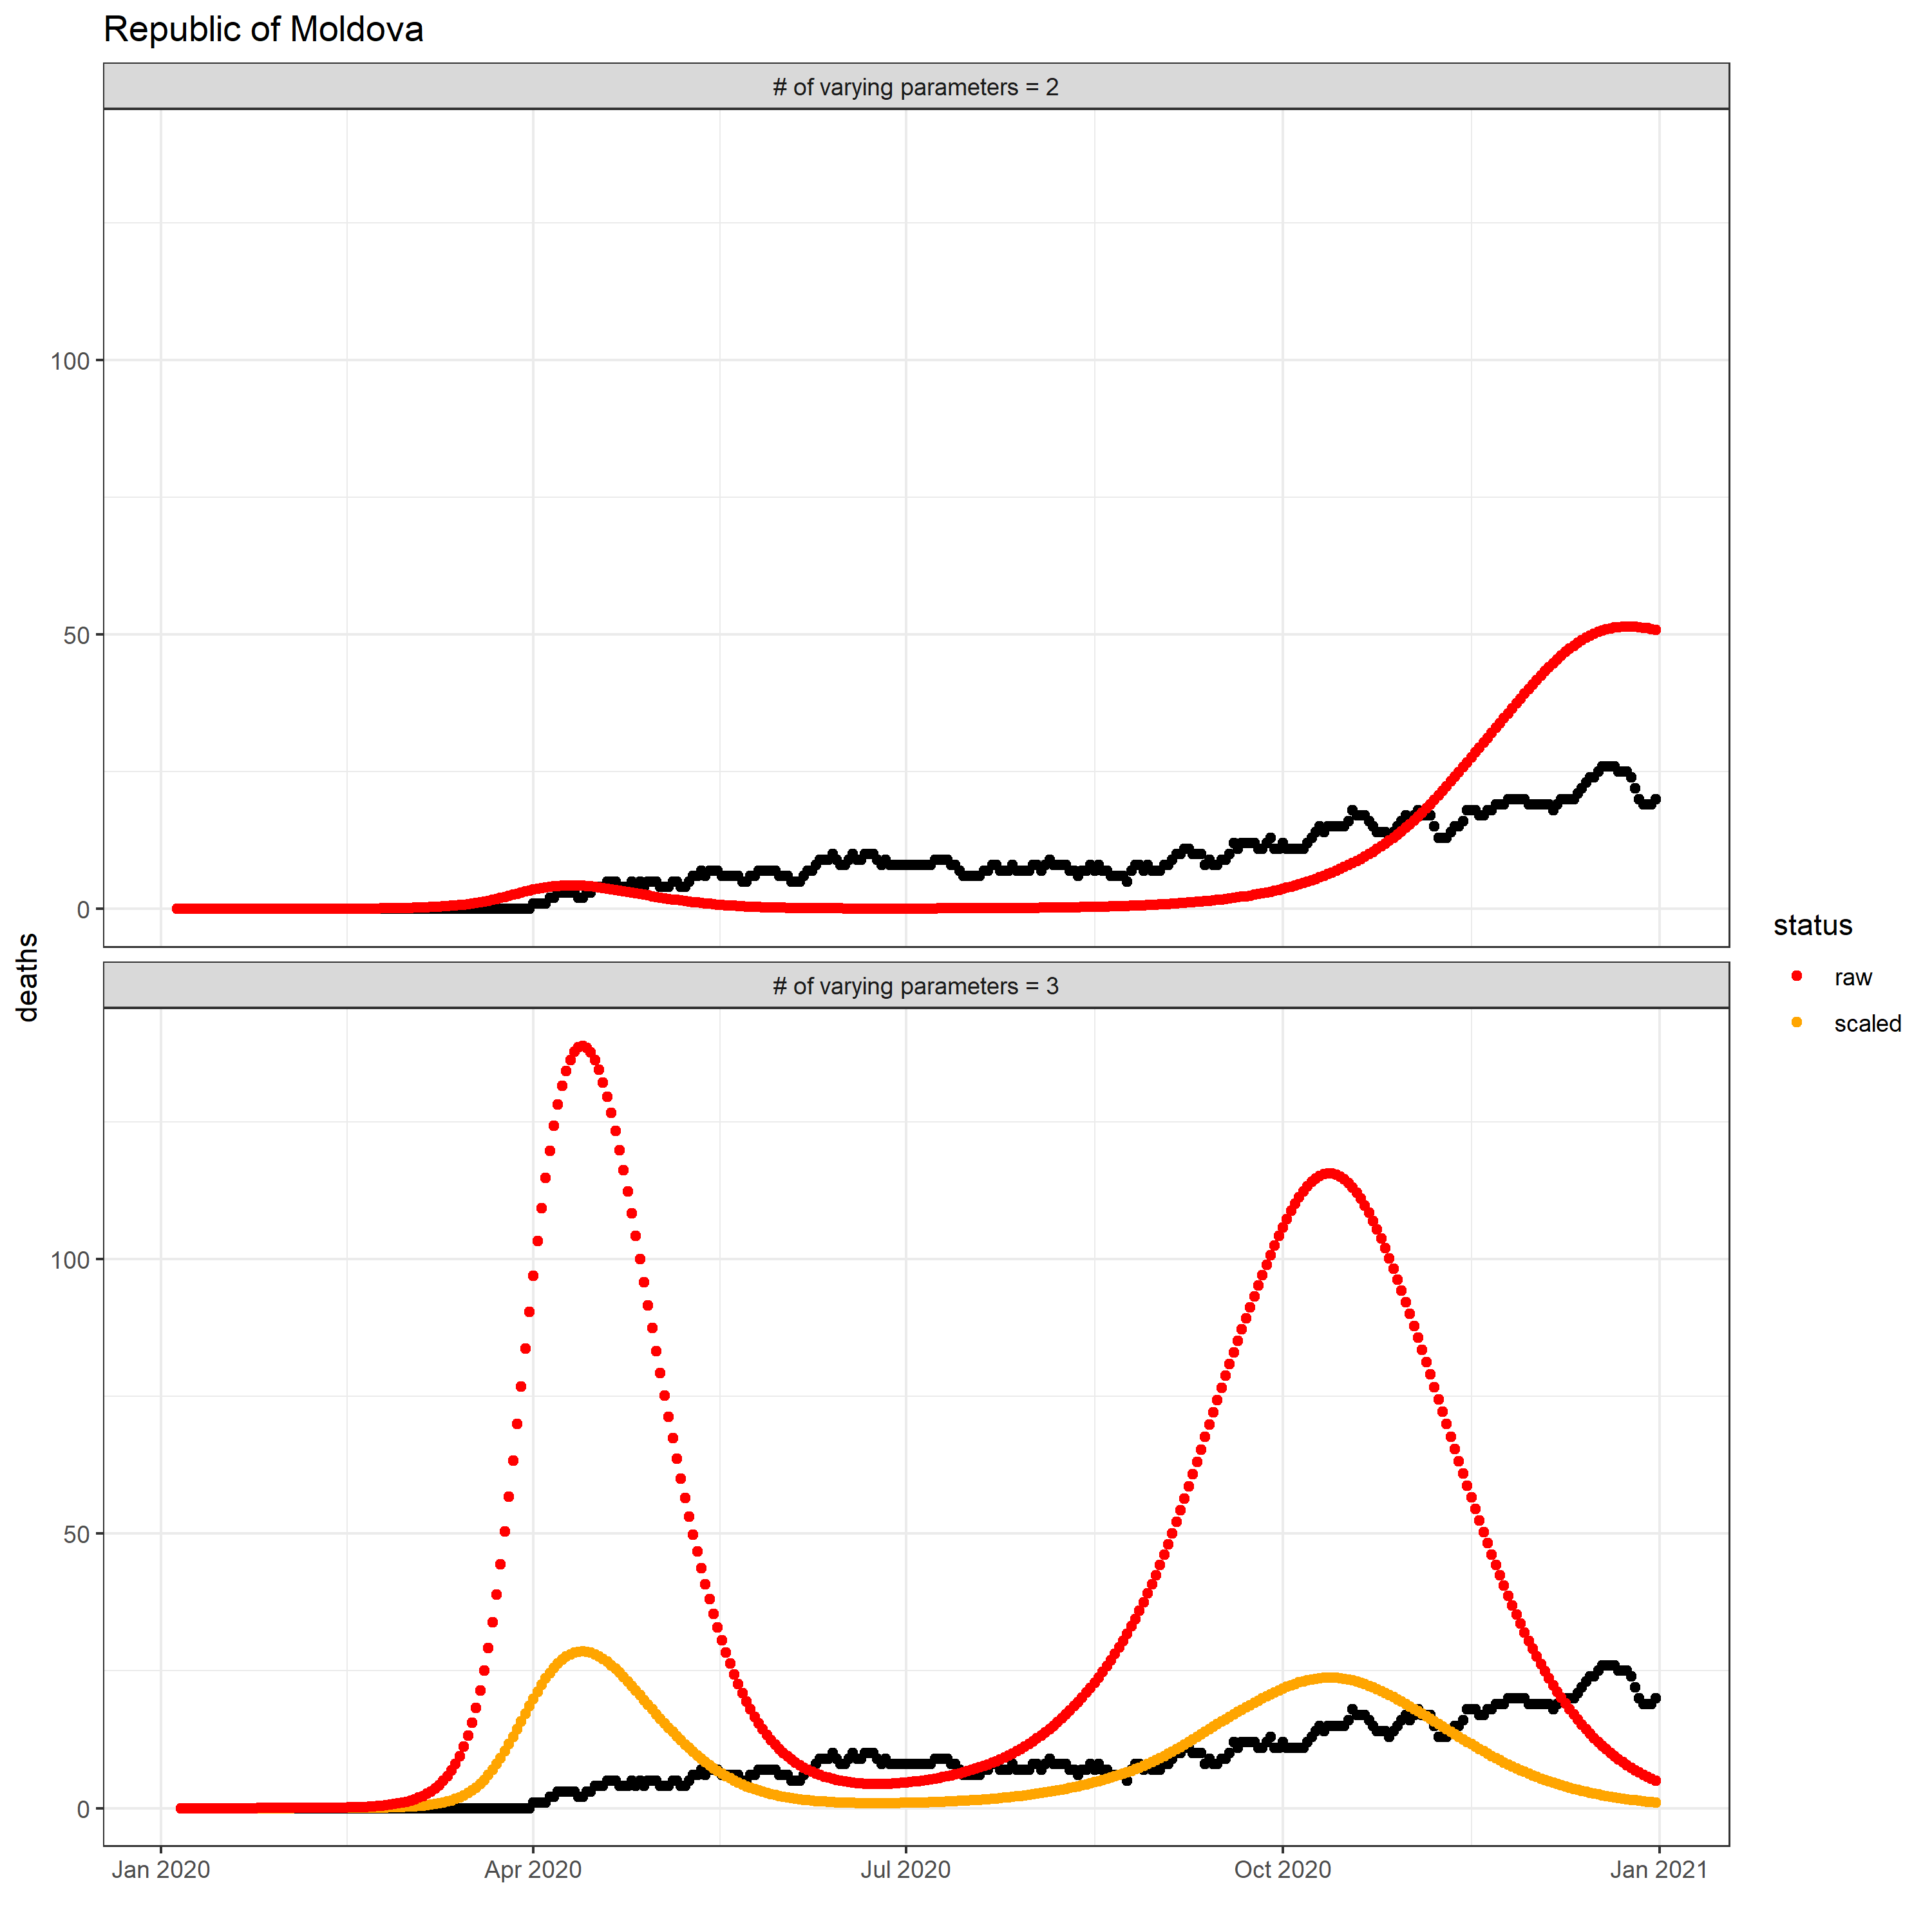 Republic of Moldova
# of varying parameters = 2
100
50
0
deaths
# of varying parameters = 3
100
50
0
Jan 2020
Apr 2020
Jul 2020
Oct 2020
Jan 2021
status
raw
scaled